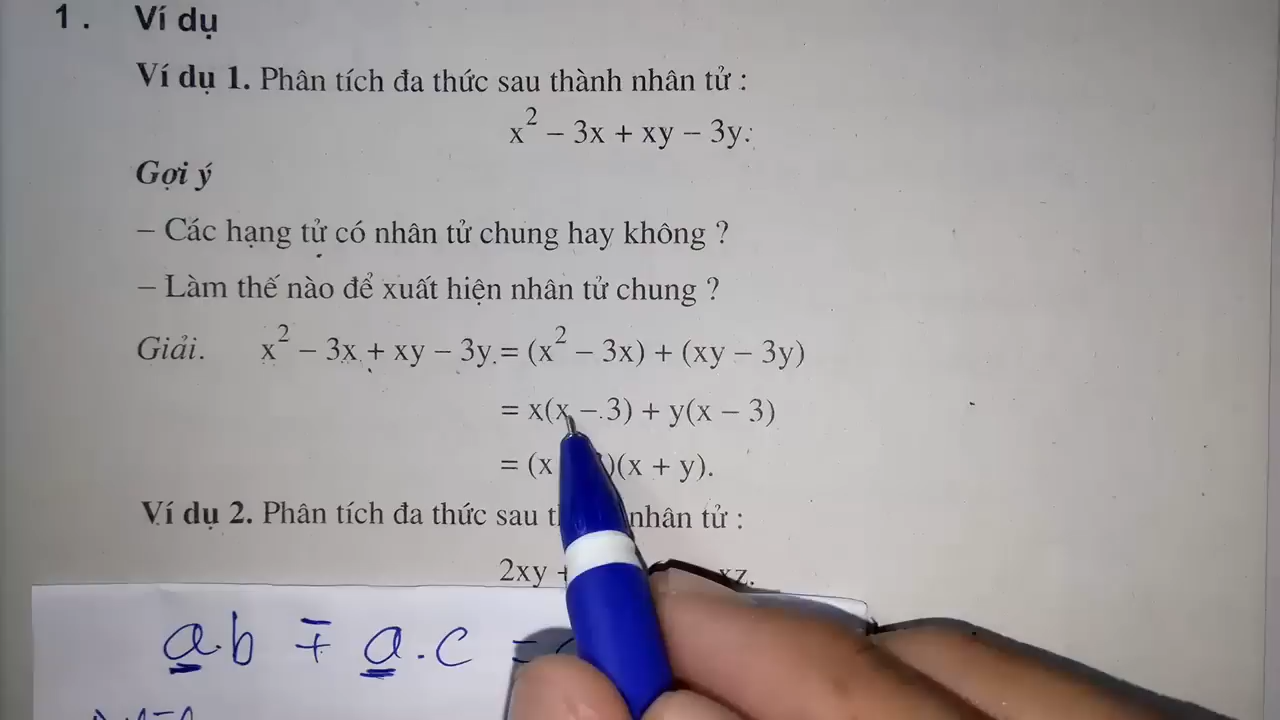 1. Ví dụ
Ví dụ 1. Phân tích đa thức sau thành nhân tử :
x² – 3x + xy – 3y.
Gợi ý
– Các hạng tử có nhân tử chung hay không ?
– Làm thế nào để xuất hiện nhân tử chung ?
Giải. x² – 3x + xy – 3y = (x² – 3x) + (xy – 3y)
= x(x – 3) + y(x – 3)
= (x )(x + y).
Ví dụ 2. Phân tích đa thức sau nhân tử :
2xy + xz.
a.b ∓ a.c =